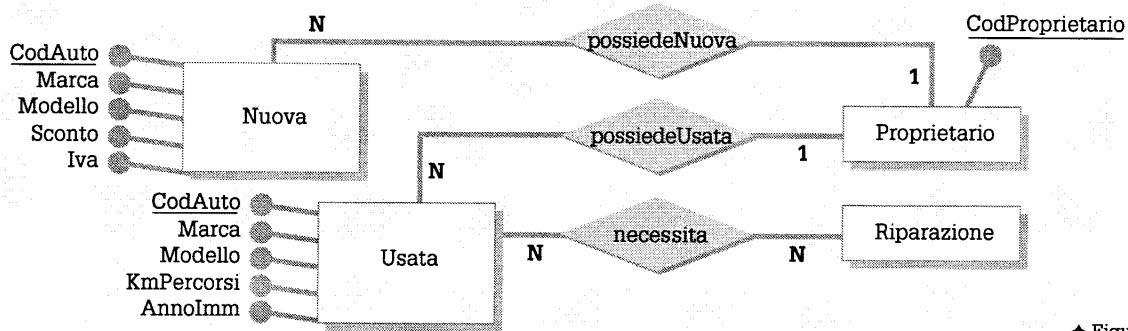 N
possiedeNuova
CodProprietario
CodAuto
Marca
Modello
Sconto
Iva
Nuova
1
Proprietario
possiedeUsata
N
1
CodAuto
Marca
Modello
KmPercorsi
AnnoImm
Usata
N
necessita
N
Riparazione